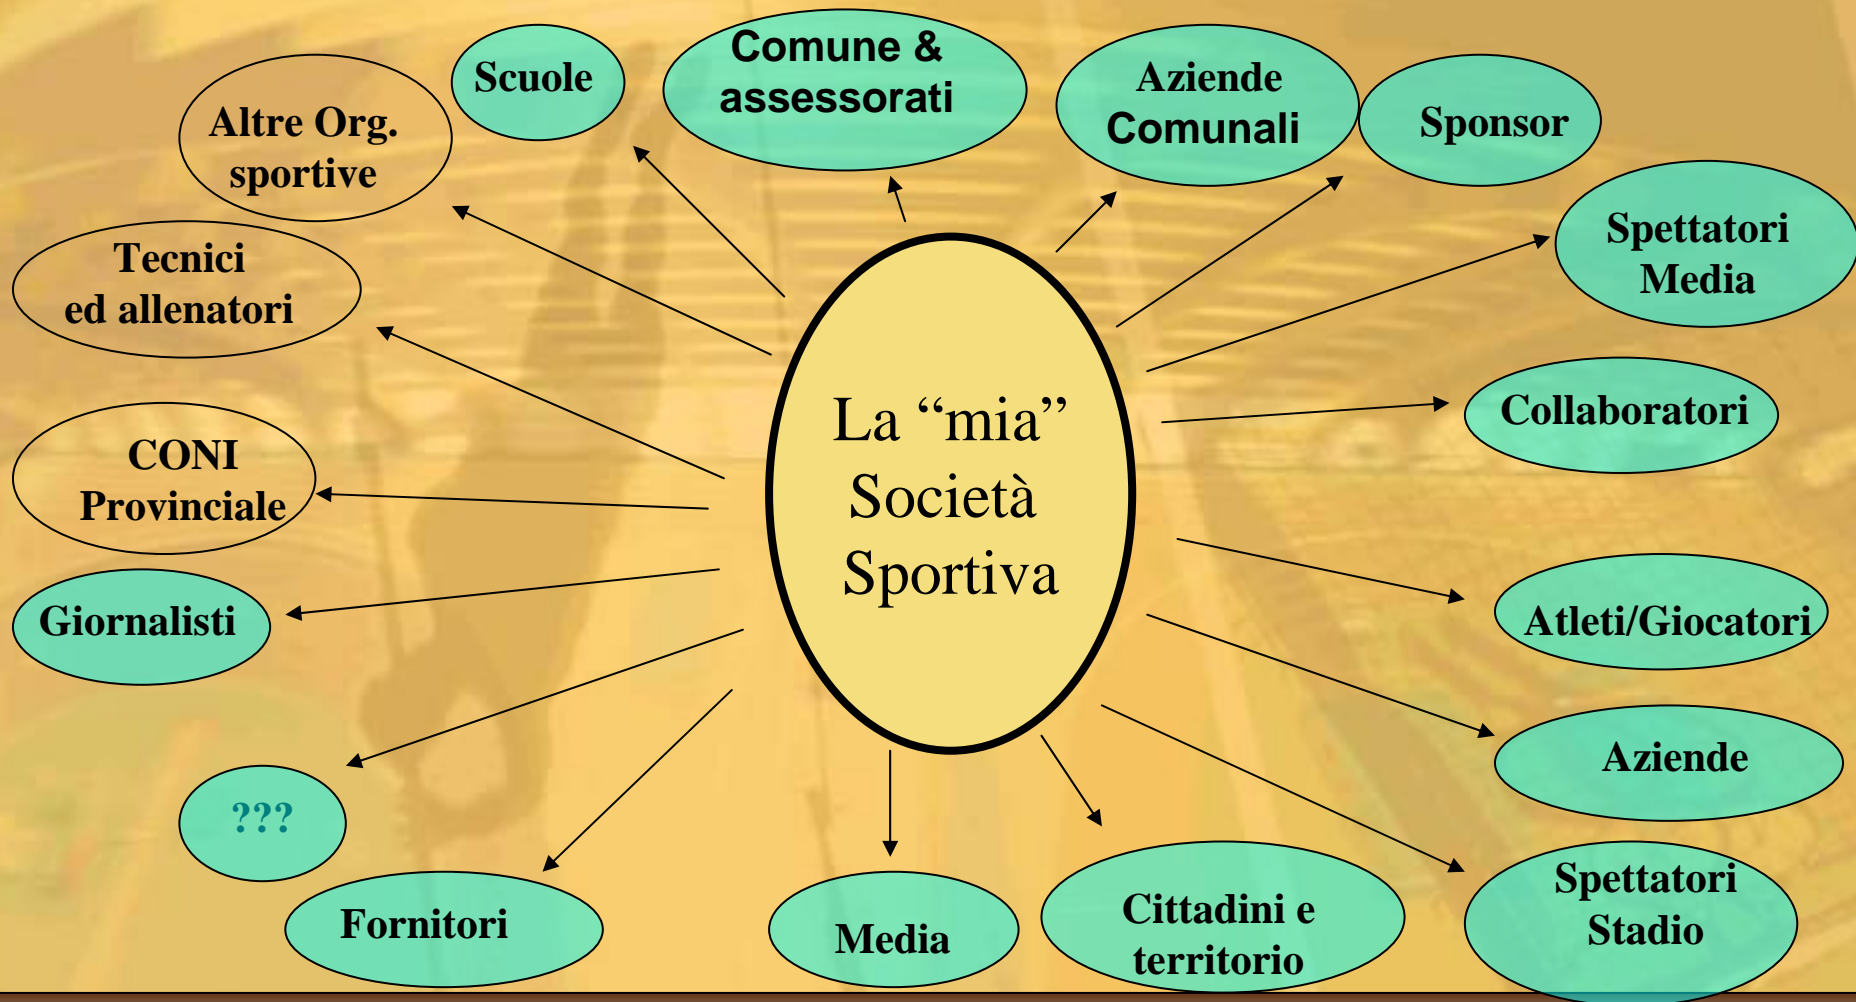 Scuole
Comune &
assessorati
Aziende
Comunali
Sponsor
Altre Org.
sportive
Spettatori
Media
Tecnici
ed allenatori
Collaboratori
La “mia”
Società
Sportiva
CONI
Provinciale
Giornalisti
Atleti/Giocatori
Aziende
???
Fornitori
Media
Cittadini e
territorio
Spettatori
Stadio